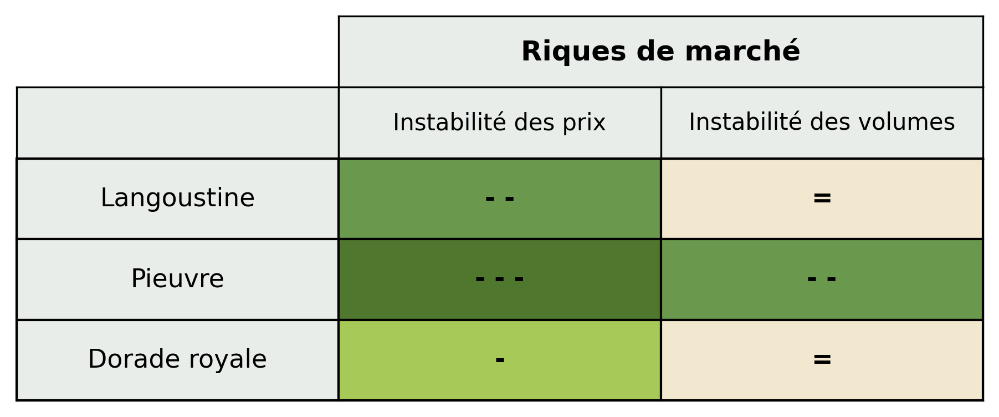 Riques de marché
Instabilité des prix Instabilité des volumes
Langoustine - - =
Pieuvre - - - - -
Dorade royale - =